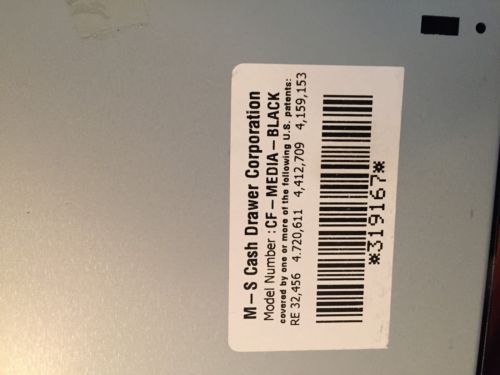 M-S Cash Drawer Corporation
Model Number : CF-MEDIA-BLACK
covered by one or more of the following U.S. patents:
RE 32,456 4.720,611 4,412,709 4,159,153
*319167*